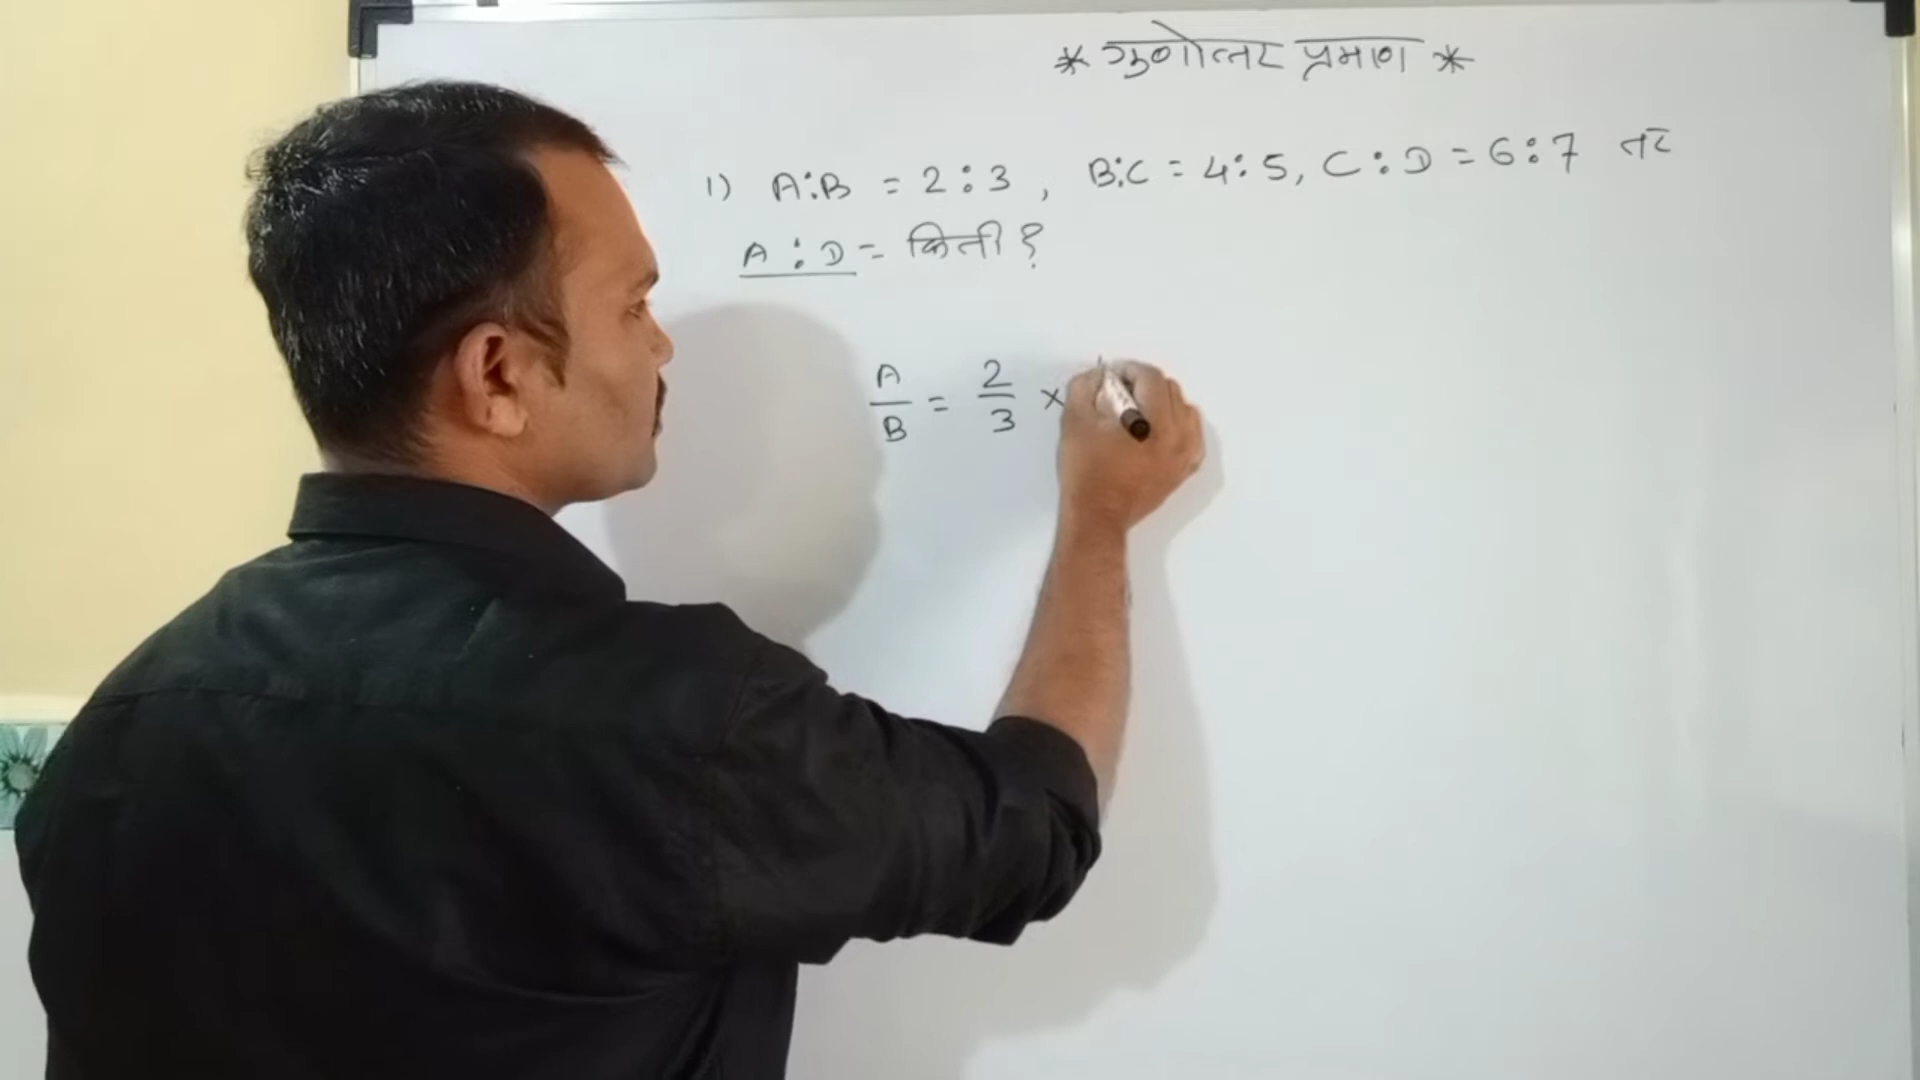 * गुणोत्तर प्रमाण *
1) A:B = 2:3, B:C = 4:5, C:D = 6:7 तर
A:D = किती?
A/B = 2/3 ×